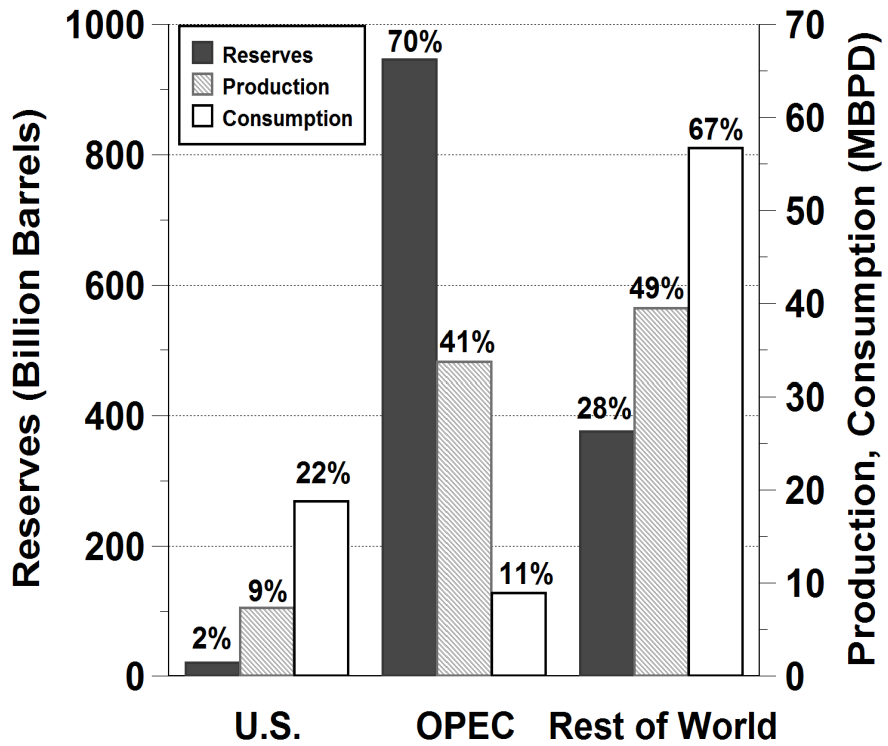 Reserves (Billion Barrels)
1000
800
600
400
200
0
Reserves
Production
Consumption
2%
9%
22%
70%
41%
11%
28%
49%
67%
U.S.
OPEC
Rest of World
70
60
50
40
30
20
10
0
Production, Consumption (MBPD)